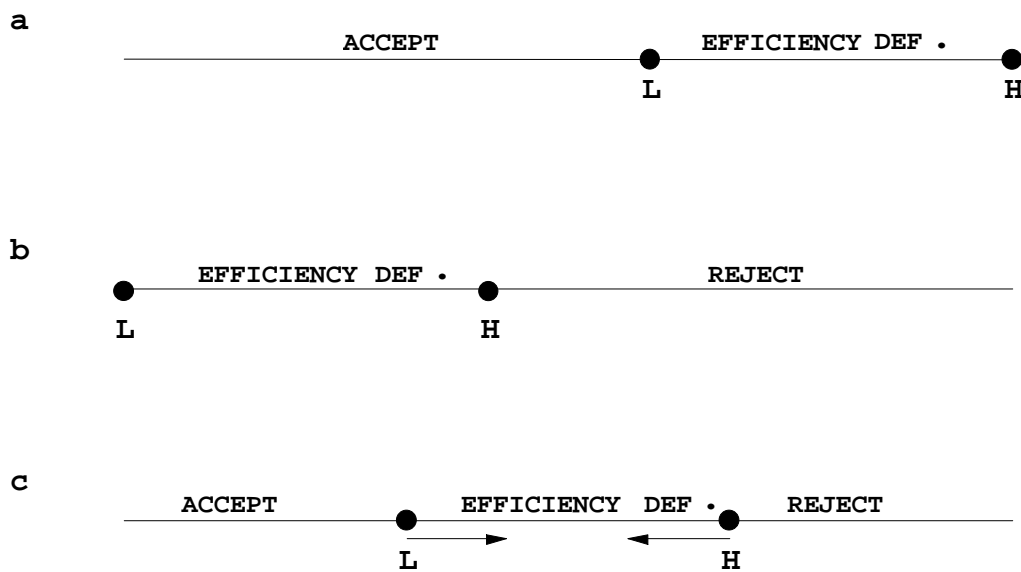 a
ACCEPT EFFICIENCY DEF .
L H
b
EFFICIENCY DEF . REJECT
L H
c
ACCEPT EFFICIENCY DEF . REJECT
L H